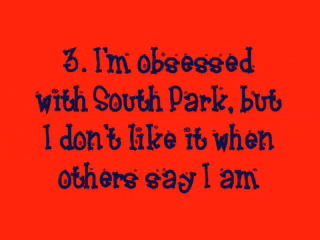 3. I'm obsessed
with South Park, but
I don't like it when
others say I am